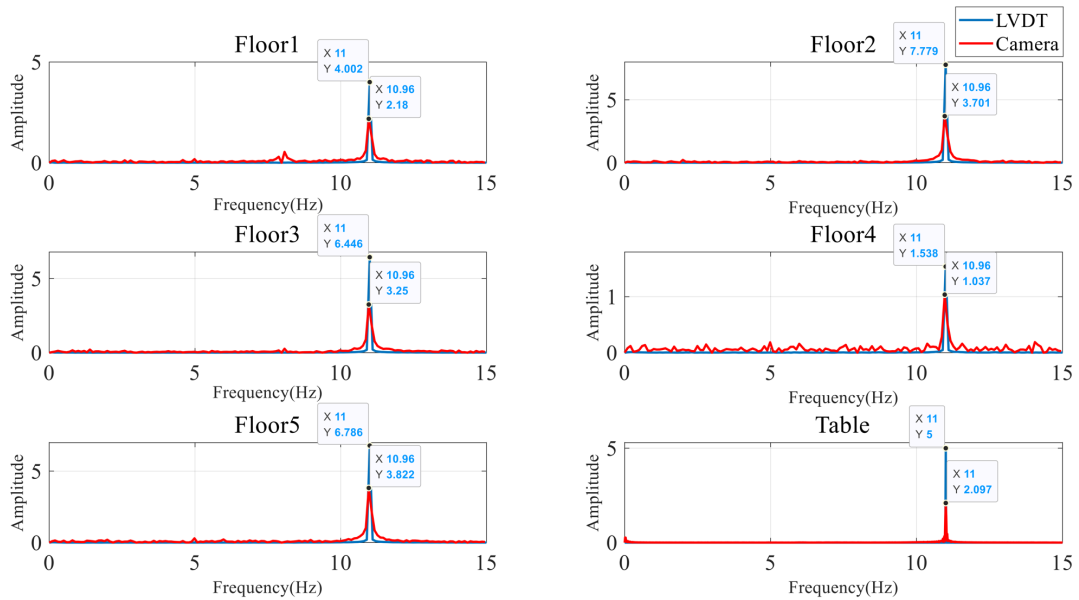 LVDT
Camera
Floor1
X 11
Y 4.002
X 10.96
Y 2.18
5
0
0
5
10
15
Amplitude
Frequency(Hz)
Floor2
X 11
Y 7.779
X 10.96
Y 3.701
5
0
0
5
10
15
Amplitude
Frequency(Hz)
Floor3
X 11
Y 6.446
X 10.96
Y 3.25
5
0
0
5
10
15
Amplitude
Frequency(Hz)
Floor4
X 11
Y 1.538
X 10.96
Y 1.037
1
0
0
5
10
15
Amplitude
Frequency(Hz)
Floor5
X 11
Y 6.786
X 10.96
Y 3.822
5
0
0
5
10
15
Amplitude
Frequency(Hz)
Table
X 11
Y 5
X 11
Y 2.097
5
0
0
5
10
15
Amplitude
Frequency(Hz)